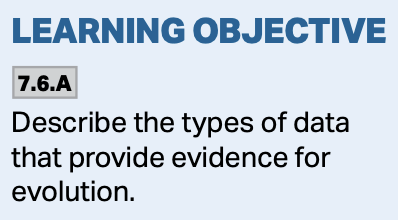 LEARNING OBJECTIVE
7.6.A
Describe the types of data
that provide evidence for
evolution.